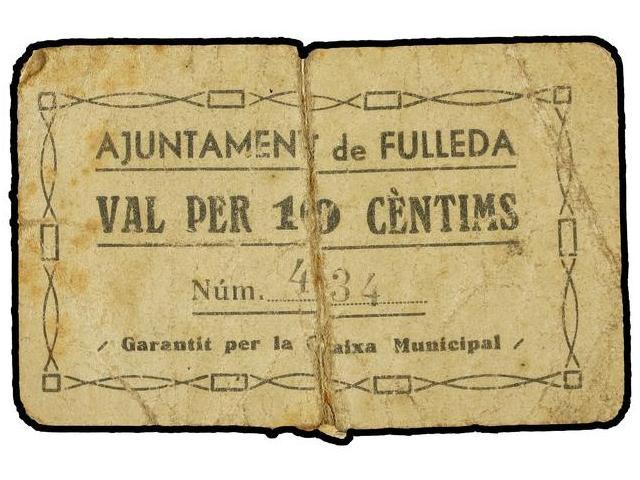 AJUNTAMENT de FULLEDA
VAL PER 10 CÈNTIMS
Núm. 434
Garantit per la Caixa Municipal